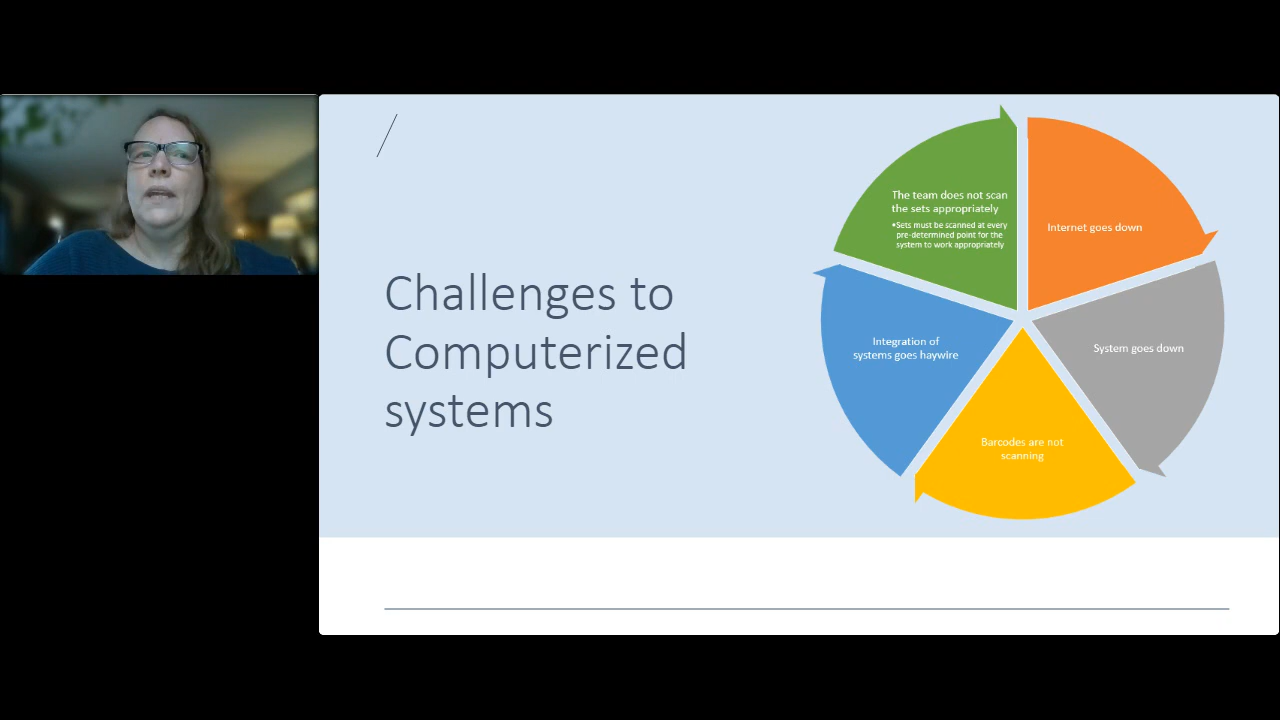 Challenges to
Computerized
systems
The team does not scan
the sets appropriately
•Sets must be scanned at every
pre-determined point for the
system to work appropriately
Internet goes down
System goes down
Barcodes are not
scanning
Integration of
systems goes haywire